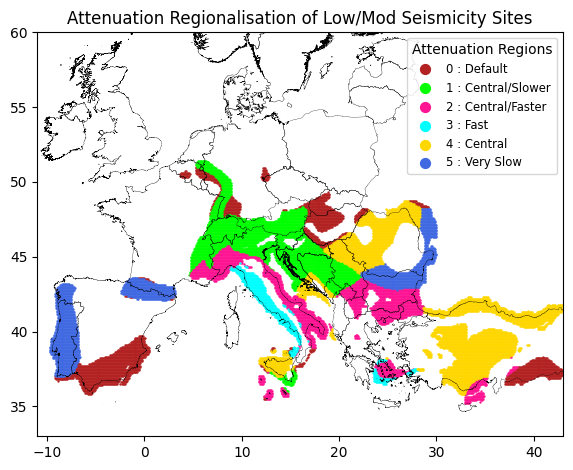 Attenuation Regionalisation of Low/Mod Seismicity Sites
60
55
50
45
40
35
−10
0
10
20
30
40
Attenuation Regions
0 : Default
1 : Central/Slower
2 : Central/Faster
3 : Fast
4 : Central
5 : Very Slow